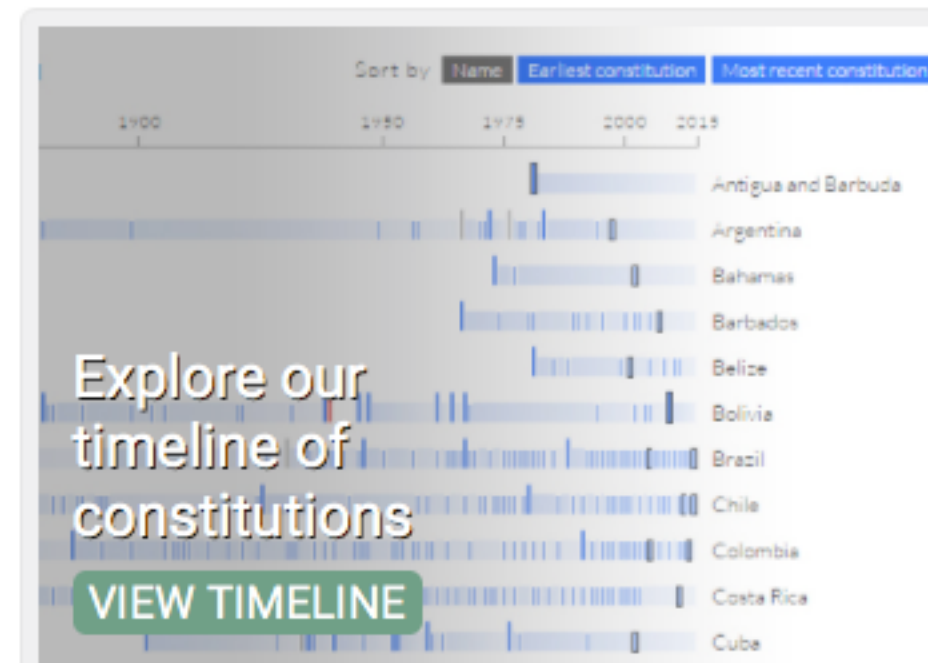 Sort by Name Earliest constitution Most recent constitution
1900 1950 1975 2000 2015
Antigua and Barbuda
Argentina
Bahamas
Barbados
Belize
Bolivia
Brazil
Chile
Colombia
Costa Rica
Cuba
Explore our
timeline of
constitutions
VIEW TIMELINE